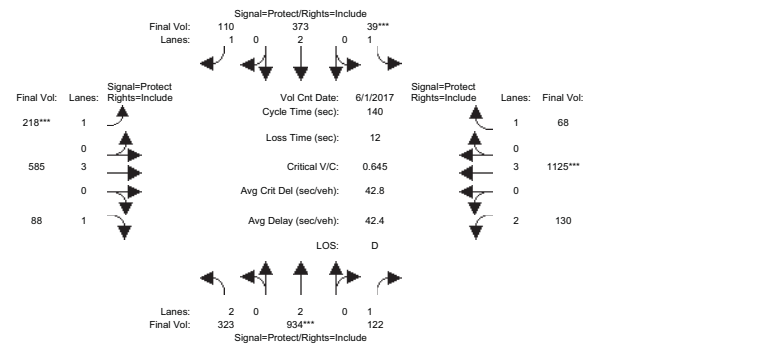 Signal=Protect/Rights=Include
Final Vol: 110 373 39***
Lanes: 1 0 2 0 1
Signal=Protect Signal=Protect
Final Vol: Lanes: Rights=Include Vol Cnt Date: 6/1/2017 Rights=Include Lanes: Final Vol:
Cycle Time (sec): 140
218*** 1 1 68
Loss Time (sec): 12
0 0
585 3 Critical V/C: 0.645 3 1125***
0 Avg Crit Del (sec/veh): 42.8 0
88 1 Avg Delay (sec/veh): 42.4 2 130
LOS: D
Lanes: 2 0 2 0 1
Final Vol: 323 934*** 122
Signal=Protect/Rights=Include